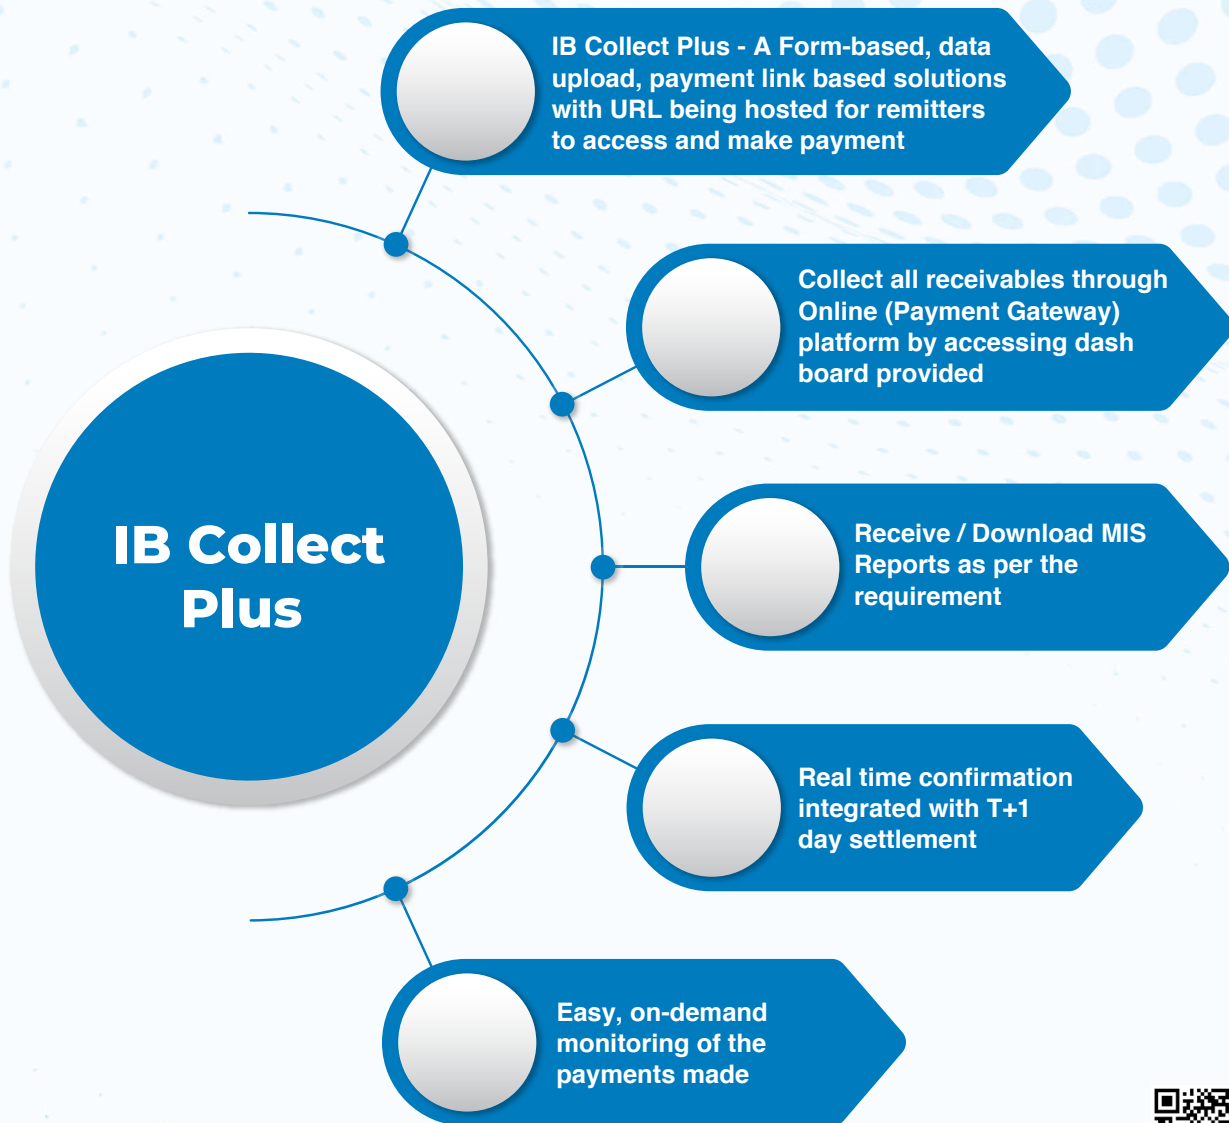 IB Collect Plus - A Form-based, data
upload, payment link based solutions
with URL being hosted for remitters
to access and make payment
Collect all receivables through
Online (Payment Gateway)
platform by accessing dash
board provided
IB Collect
Plus
Receive / Download MIS
Reports as per the
requirement
Real time confirmation
integrated with T+1
day settlement
Easy, on-demand
monitoring of the
payments made